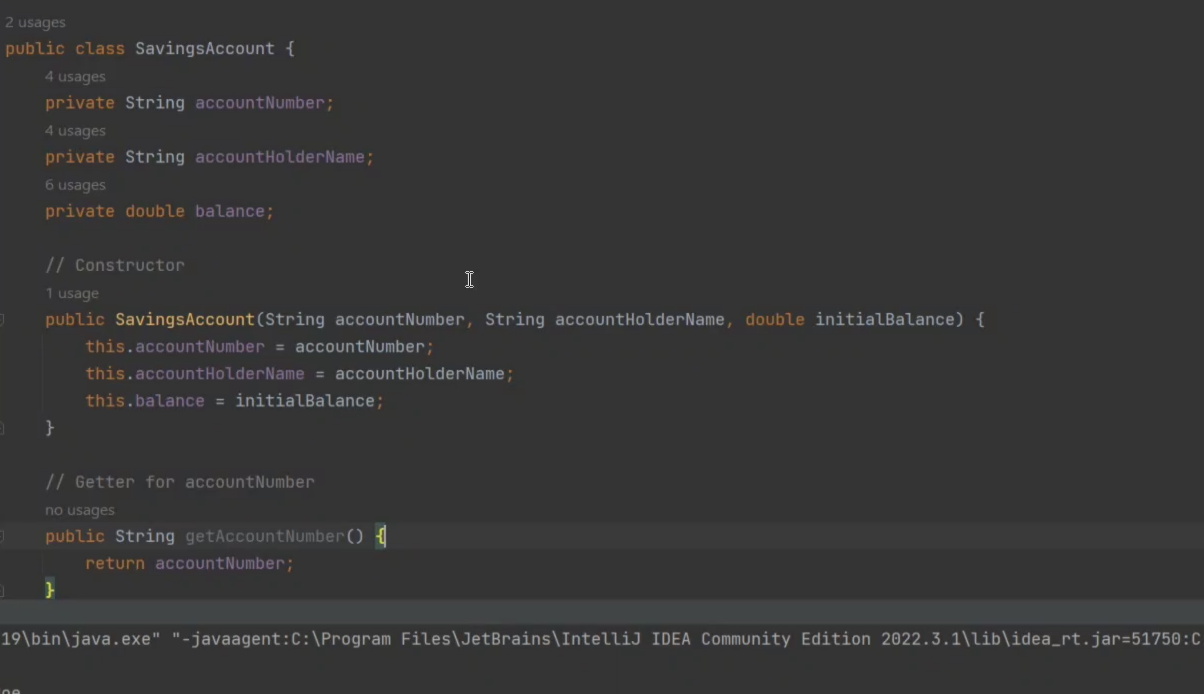 2 usages
public class SavingsAccount {
4 usages
private String accountNumber;
4 usages
private String accountHolderName;
6 usages
private double balance;
// Constructor
1 usage
public SavingsAccount(String accountNumber, String accountHolderName, double initialBalance) {
this.accountNumber = accountNumber;
this.accountHolderName = accountHolderName;
this.balance = initialBalance;
}
// Getter for accountNumber
no usages
public String getAccountNumber() {
return accountNumber;
}
19\bin\java.exe" "-javaagent:C:\Program Files\JetBrains\IntelliJ IDEA Community Edition 2022.3.1\lib\idea_rt.jar=51750:C